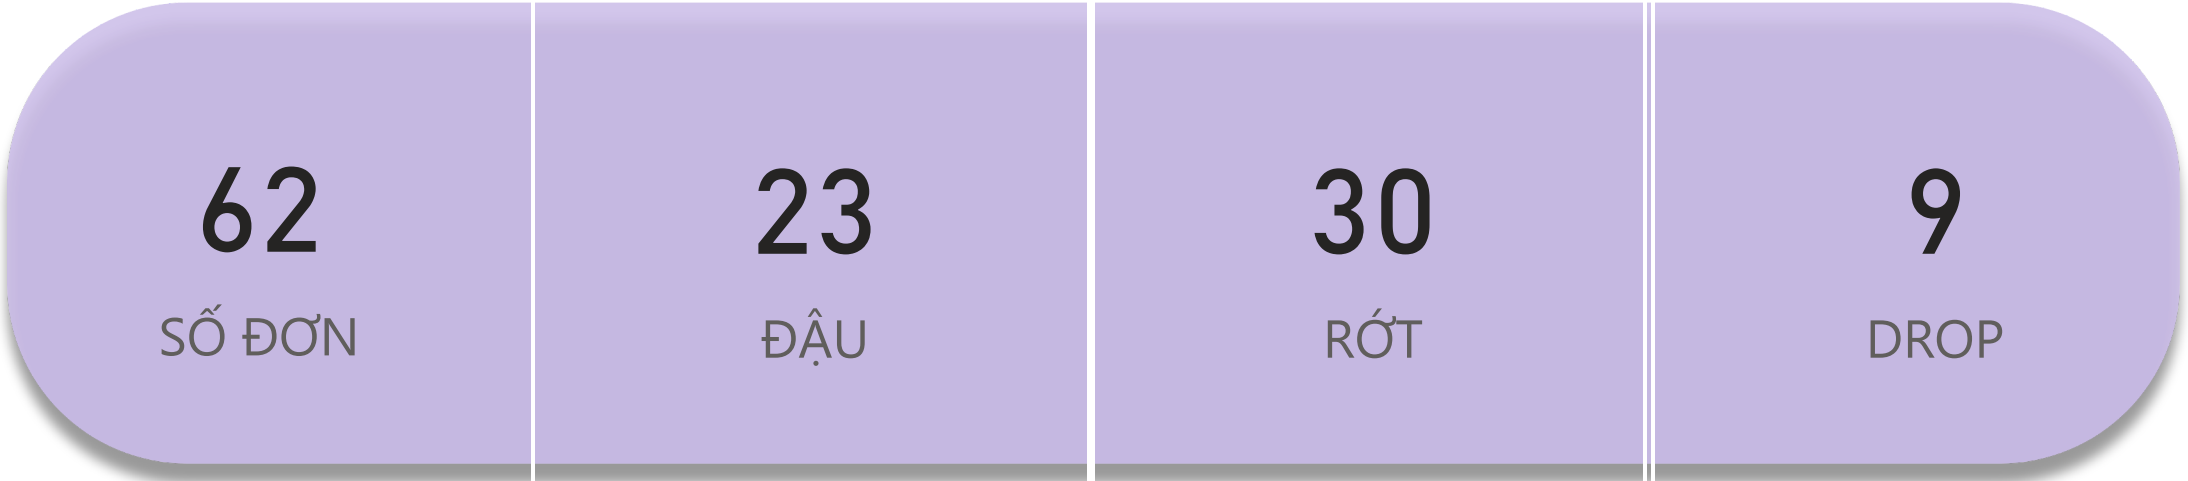 62
SỐ ĐƠN
23
ĐẬU
30
RỚT
9
DROP